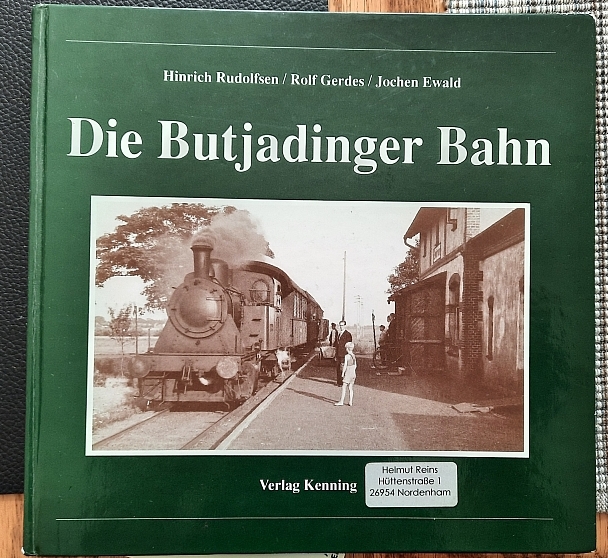 Hinrich Rudolfsen / Rolf Gerdes / Jochen Ewald
Die Butjadinger Bahn
Verlag Kenning
Helmut Reins
Hüttenstraße 1
26954 Nordenham